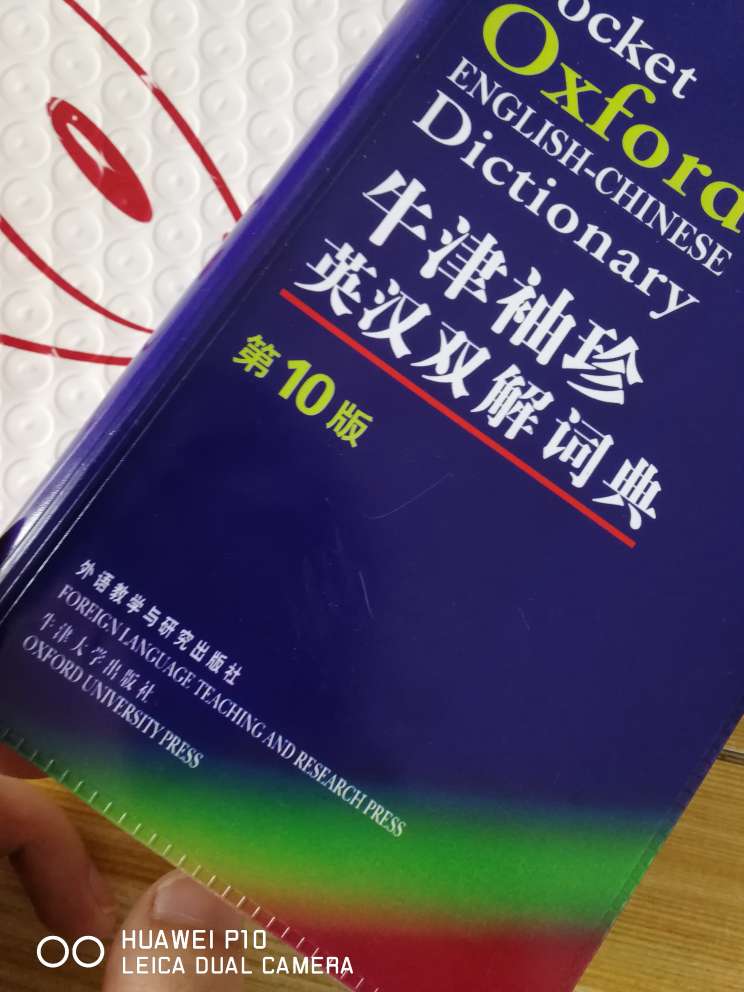 ocket
Oxford
ENGLISH-CHINESE
Dictionary
牛津袖珍
英汉双解词典
第10版
外语教学与研究出版社
FOREIGN LANGUAGE TEACHING AND RESEARCH PRESS
牛津大学出版社
OXFORD UNIVERSITY PRESS
HUAWEI P10
LEICA DUAL CAMERA